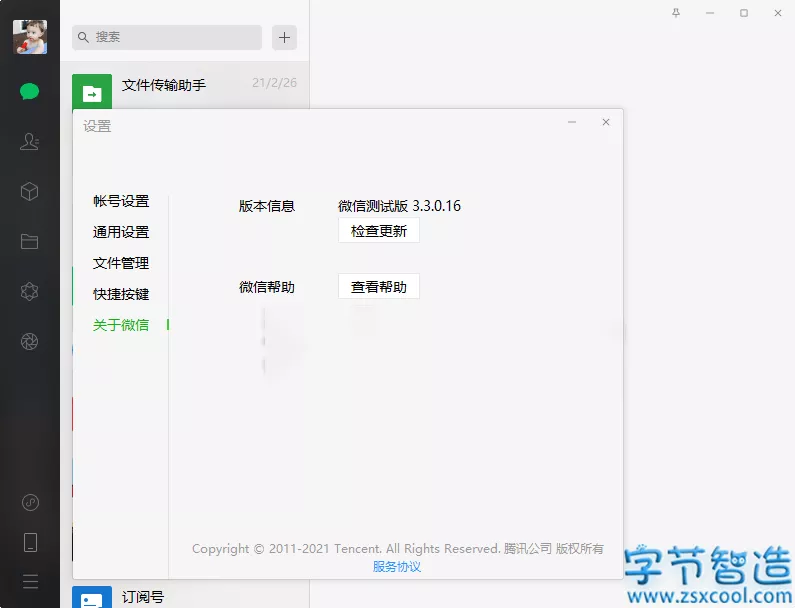 搜索
文件传输助手 21/2/26
设置
帐号设置
通用设置
文件管理
快捷按键
关于微信
版本信息 微信测试版 3.3.0.16
检查更新
微信帮助 查看帮助
Copyright © 2011-2021 Tencent. All Rights Reserved. 腾讯公司 版权所有
服务协议
订阅号
字节智造
www.zsxcool.com